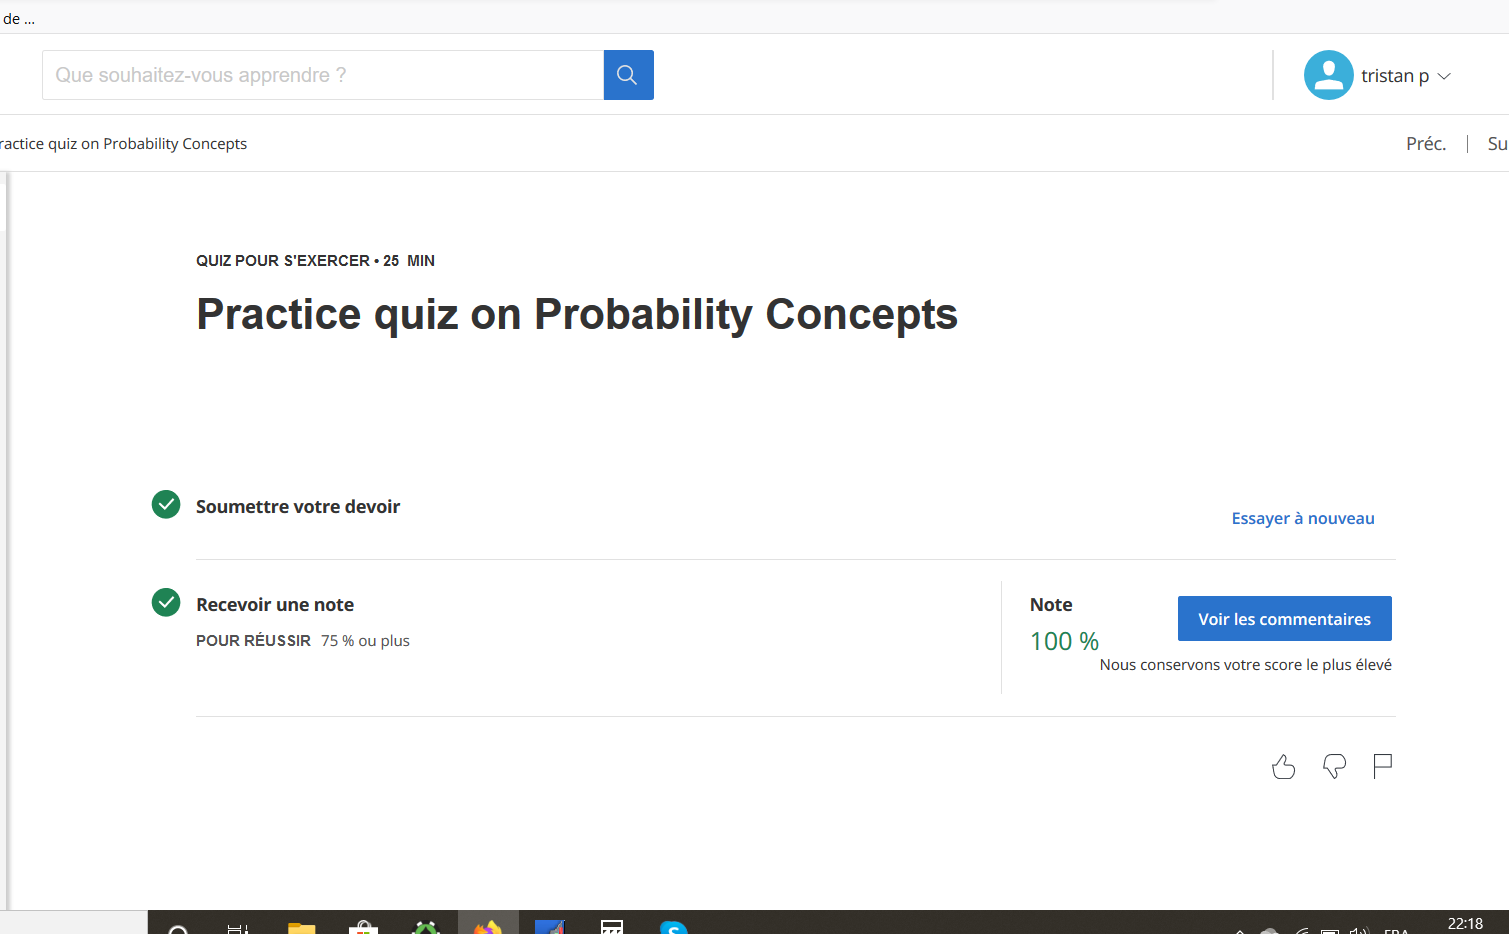 de ...
Que souhaitez-vous apprendre ?
tristan p
ractice quiz on Probability Concepts
Préc.
Su
QUIZ POUR S'EXERCER • 25 MIN
Practice quiz on Probability Concepts
Soumettre votre devoir
Essayer à nouveau
Recevoir une note
POUR RÉUSSIR 75 % ou plus
Note
100 %
Voir les commentaires
Nous conservons votre score le plus élevé
22:18
FRA